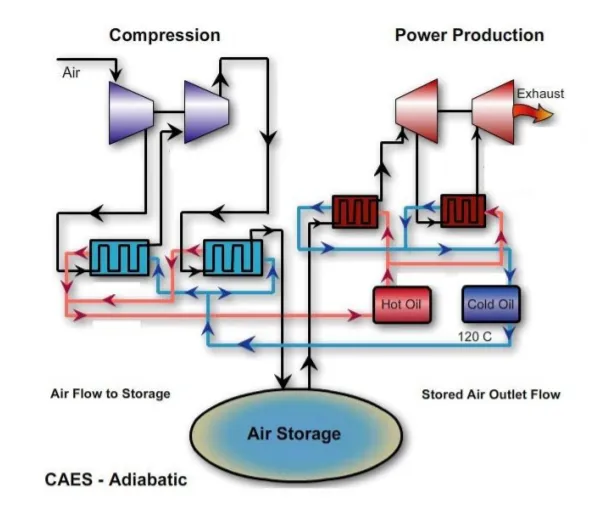 Compression
Power Production
Air
Exhaust
Hot Oil
Cold Oil
120 C
Air Flow to Storage
Stored Air Outlet Flow
Air Storage
CAES - Adiabatic